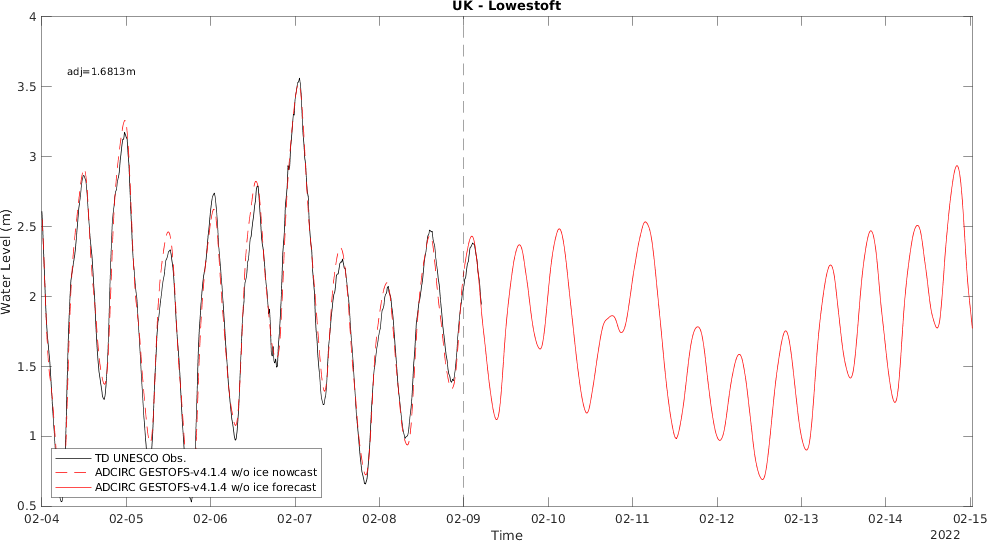 UK - Lowestoft
adj=1.6813m
4
3.5
3
2.5
2
1.5
1
0.5
Water Level (m)
TD UNESCO Obs.
ADCIRC GESTOFS-v4.1.4 w/o ice nowcast
ADCIRC GESTOFS-v4.1.4 w/o ice forecast
02-04 02-05 02-06 02-07 02-08 02-09 02-10 02-11 02-12 02-13 02-14 02-15
Time
2022